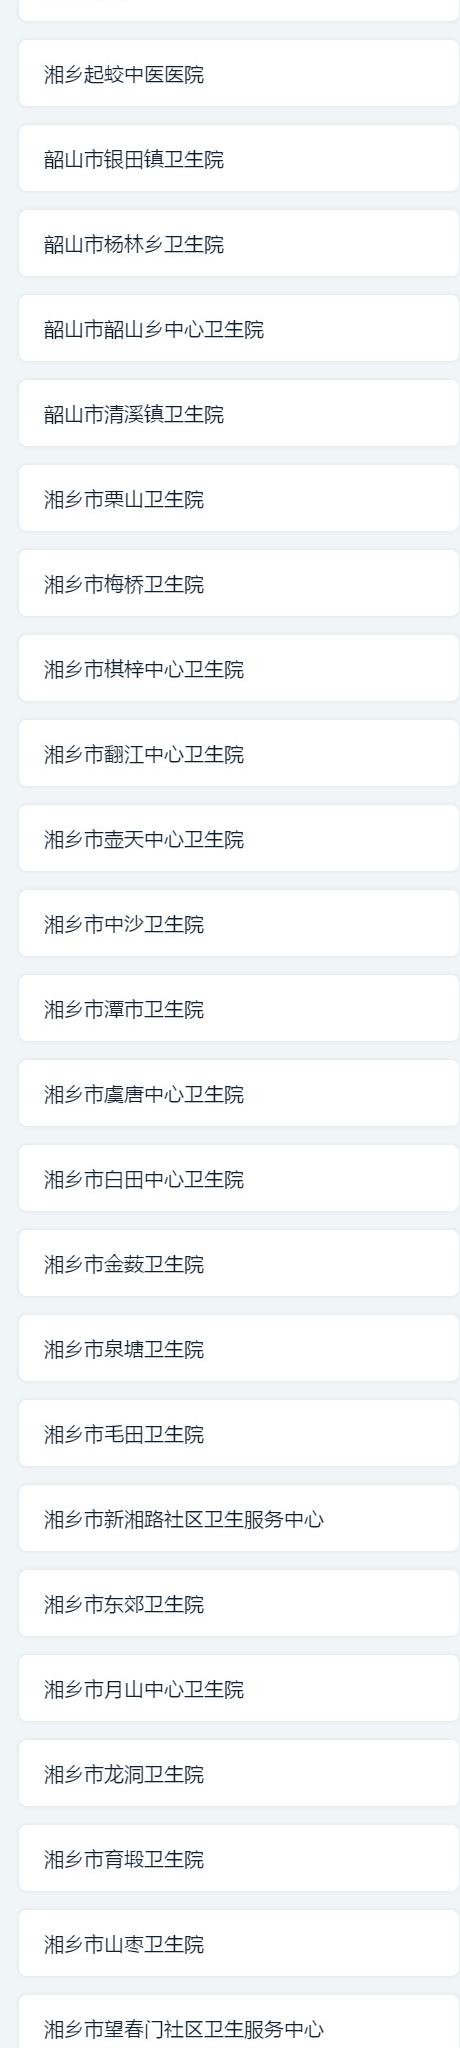 湘乡起蛟中医医院
韶山市银田镇卫生院
韶山市杨林乡卫生院
韶山市韶山乡中心卫生院
韶山市清溪镇卫生院
湘乡市栗山卫生院
湘乡市梅桥卫生院
湘乡市棋梓中心卫生院
湘乡市翻江中心卫生院
湘乡市壶天中心卫生院
湘乡市中沙卫生院
湘乡市潭市卫生院
湘乡市虞唐中心卫生院
湘乡市白田中心卫生院
湘乡市金薮卫生院
湘乡市泉塘卫生院
湘乡市毛田卫生院
湘乡市新湘路社区卫生服务中心
湘乡市东郊卫生院
湘乡市月山中心卫生院
湘乡市龙洞卫生院
湘乡市育塅卫生院
湘乡市山枣卫生院
湘乡市望春门社区卫生服务中心